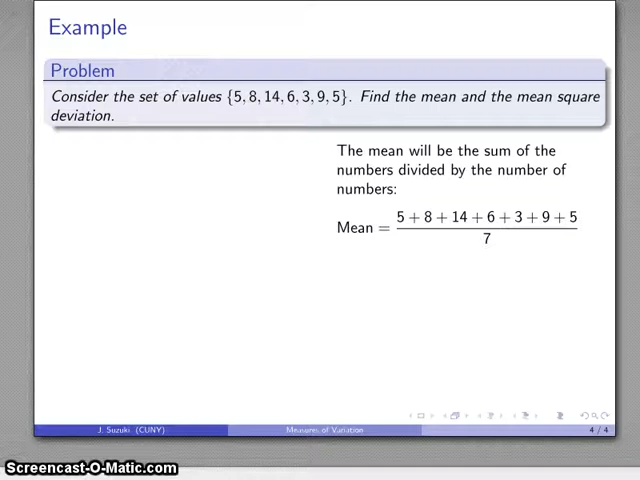 Example
Problem
Consider the set of values {5, 8, 14, 6, 3, 9, 5}. Find the mean and the mean square
deviation.
The mean will be the sum of the
numbers divided by the number of
numbers:
Mean = (5 + 8 + 14 + 6 + 3 + 9 + 5) / 7
J. Suzuki (CUNY)
Measures of Variation
4 / 4
Screencast-O-Matic.com